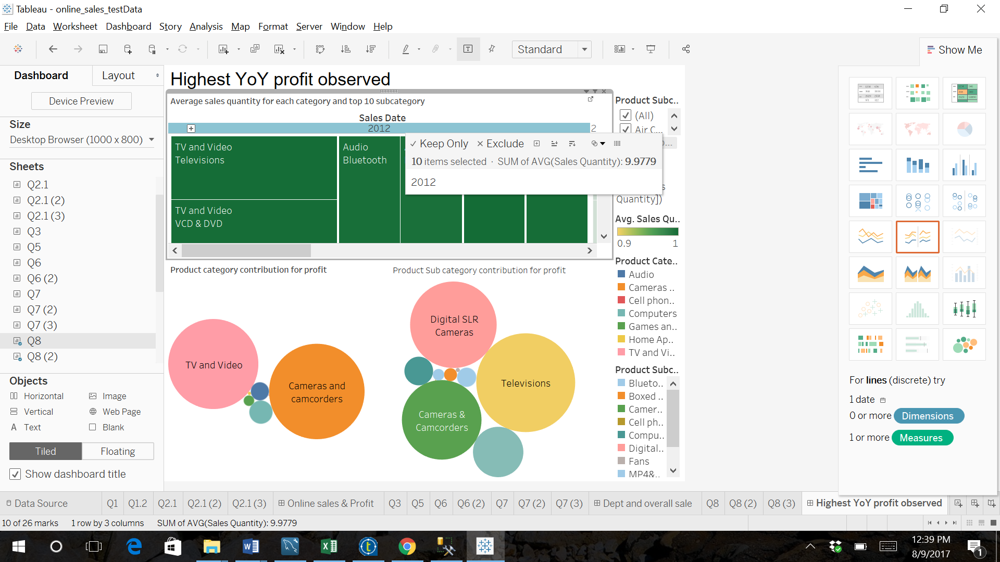 Tableau - online_sales_testData
File Data Worksheet Dashboard Story Analysis Map Format Server Window Help
Standard
Show Me
Dashboard
Layout
Device Preview
Size
Desktop Browser (1000 x 800)
Sheets
Q2.1
Q2.1 (2)
Q2.1 (3)
Q3
Q5
Q6
Q6 (2)
Q7
Q7 (2)
Q7 (3)
Q8
Q8 (2)
Objects
Horizontal
Image
Vertical
Web Page
A Text
Blank
Tiled
Floating
Show dashboard title
Highest YoY profit observed
Average sales quantity for each category and top 10 subcategory
Sales Date
2012
2
TV and Video
Televisions
Audio
Bluetooth
TV and Video
VCD & DVD
Keep Only
Exclude
10 items selected · SUM of AVG(Sales Quantity): 9.9779
2012
Product Subc..
(All)
Air C...
s
Quantity])
Avg. Sales Qu..
0.9
1
Product Cate..
Audio
Cameras ..
Cell phon..
Computers
Games an..
Home Ap..
TV and Vi..
Product Subc..
Blueto..
Boxed ..
Camer..
Cell ph..
Compu..
Digital..
Fans
MP4&..
Product category contribution for profit
TV and Video
Cameras and
camcorders
Product Sub category contribution for profit
Digital SLR
Cameras
Televisions
Cameras &
Camcorders
For lines (discrete) try
1 date
0 or more Dimensions
1 or more Measures
Data Source
Q1
Q1.2
Q2.1
Q2.1 (2)
Q2.1 (3)
Online sales & Profit
Q3
Q5
Q6
Q6 (2)
Q7
Q7 (2)
Q7 (3)
Dept and overall sale
Q8
Q8 (2)
Q8 (3)
Highest YoY profit observed
10 of 26 marks
1 row by 3 columns
SUM of AVG(Sales Quantity): 9.9779
12:39 PM
8/9/2017
1